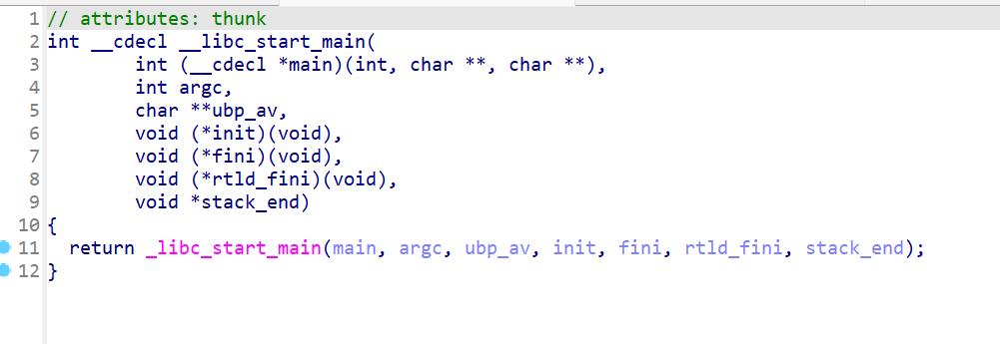 1 // attributes: thunk
2 int __cdecl __libc_start_main(
3         int (__cdecl *main)(int, char **, char **),
4         int argc,
5         char **ubp_av,
6         void (*init)(void),
7         void (*fini)(void),
8         void (*rtld_fini)(void),
9         void *stack_end)
10 {
11   return _libc_start_main(main, argc, ubp_av, init, fini, rtld_fini, stack_end);
12 }